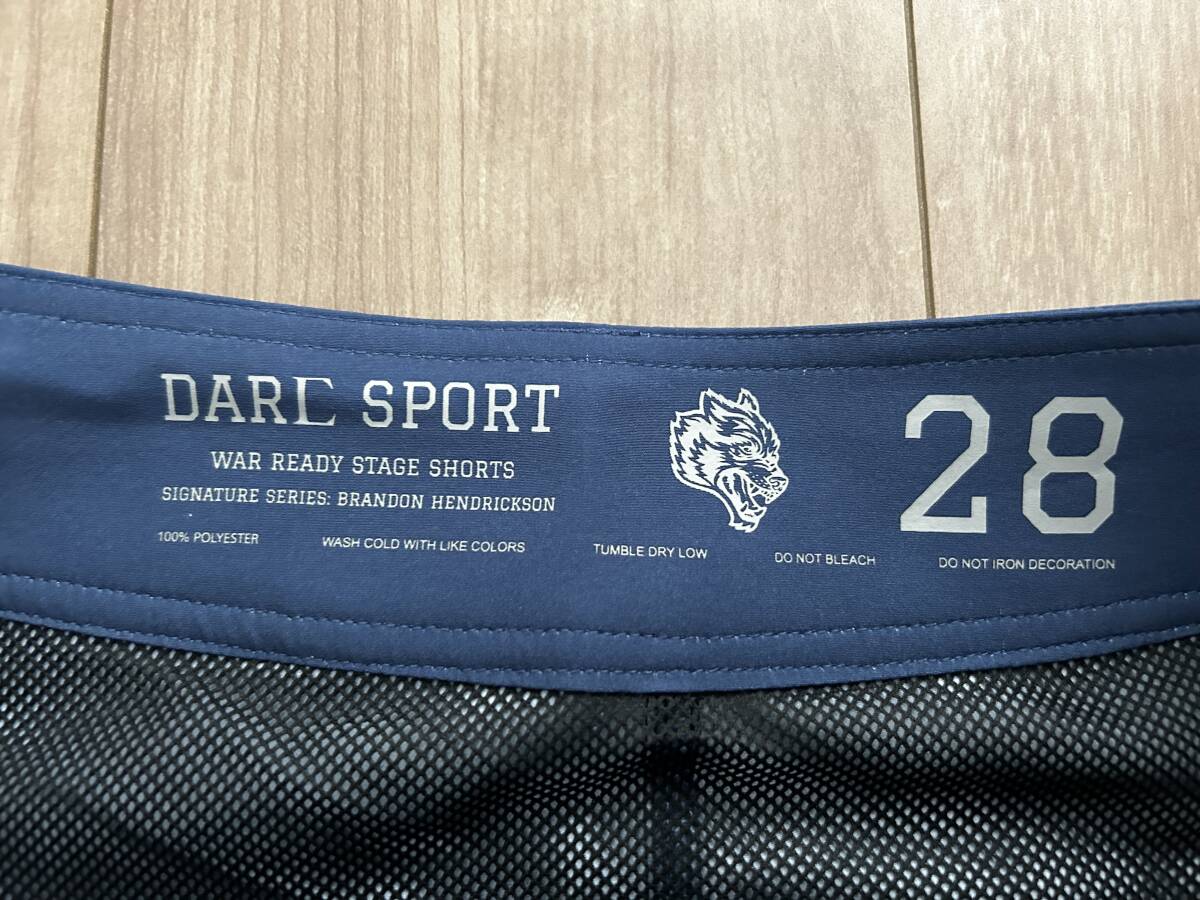 DARC SPORT
WAR READY STAGE SHORTS
SIGNATURE SERIES: BRANDON HENDRICKSON
100% POLYESTER WASH COLD WITH LIKE COLORS TUMBLE DRY LOW DO NOT BLEACH DO NOT IRON DECORATION
28